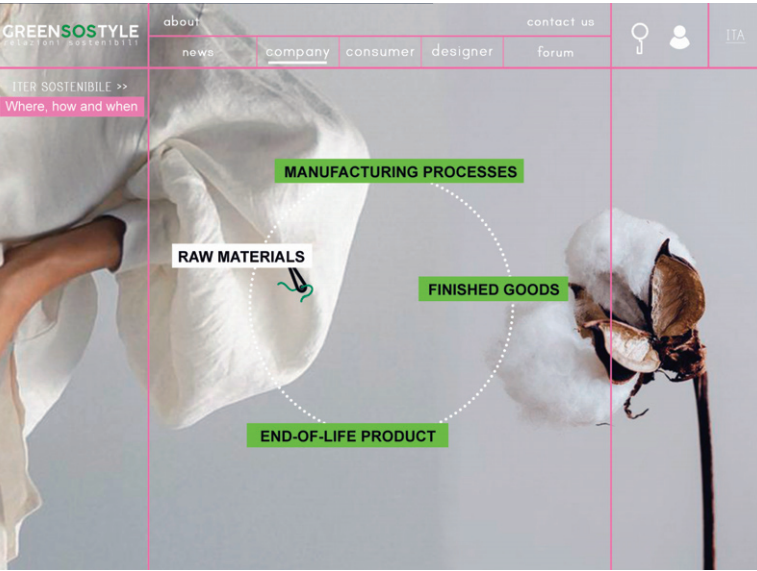 GREENSOSTYLE
relazioni sostenibili
about
contact us
news
company
consumer
designer
forum
ITA
ITER SOSTENIBILE >>
Where, how and when
MANUFACTURING PROCESSES
RAW MATERIALS
FINISHED GOODS
END-OF-LIFE PRODUCT